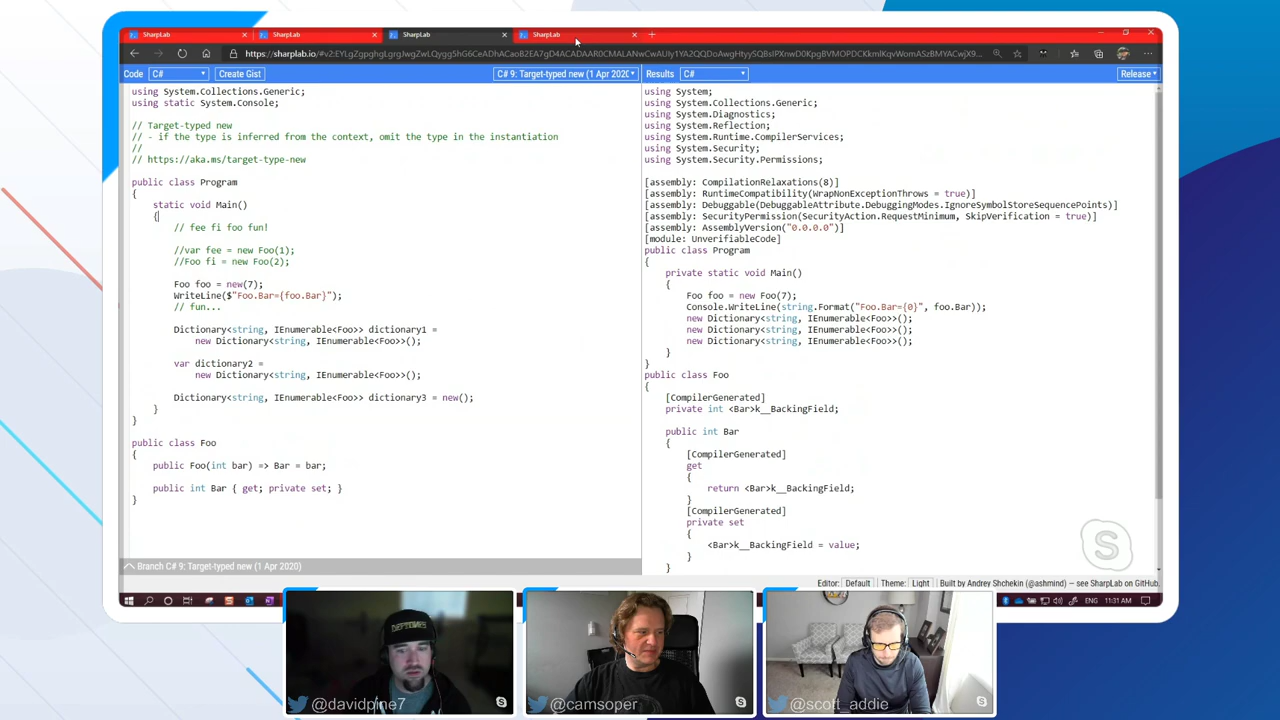 SharpLab
SharpLab
SharpLab
SharpLab
Code
C#
Create Gist
C# 9: Target-typed new (1 Apr 2020)
Results
C#
Release
using System.Collections.Generic;
using static System.Console;
// Target-typed new
// - if the type is inferred from the context, omit the type in the instantiation
//
// https://aka.ms/target-type-new
public class Program
{
static void Main()
{
// fee fi foo fun!
//var fee = new Foo(1);
//Foo fi = new Foo(2);
Foo foo = new(7);
WriteLine($"Foo.Bar={foo.Bar}");
// fun...
Dictionary<string, IEnumerable<Foo>> dictionary1 =
new Dictionary<string, IEnumerable<Foo>>();
var dictionary2 =
new Dictionary<string, IEnumerable<Foo>>();
Dictionary<string, IEnumerable<Foo>> dictionary3 = new();
}
}
public class Foo
{
public Foo(int bar) => Bar = bar;
public int Bar { get; private set; }
}
Branch C# 9: Target-typed new (1 Apr 2020)
using System;
using System.Collections.Generic;
using System.Diagnostics;
using System.Reflection;
using System.Runtime.CompilerServices;
using System.Security;
using System.Security.Permissions;
[assembly: CompilationRelaxations(8)]
[assembly: RuntimeCompatibility(WrapNonExceptionThrows = true)]
[assembly: Debuggable(DebuggableAttribute.DebuggingModes.IgnoreSymbolStoreSequencePoints)]
[assembly: SecurityPermission(SecurityAction.RequestMinimum, SkipVerification = true)]
[assembly: AssemblyVersion("0.0.0.0")]
[module: UnverifiableCode]
public class Program
{
private static void Main()
{
Foo foo = new Foo(7);
Console.WriteLine(string.Format("Foo.Bar={0}", foo.Bar));
new Dictionary<string, IEnumerable<Foo>>();
new Dictionary<string, IEnumerable<Foo>>();
new Dictionary<string, IEnumerable<Foo>>();
}
}
public class Foo
{
[CompilerGenerated]
private int <Bar>k__BackingField;
public int Bar
{
[CompilerGenerated]
get
{
return <Bar>k__BackingField;
}
[CompilerGenerated]
private set
{
<Bar>k__BackingField = value;
}
}
Editor: Default Theme: Light Built by Andrey Shchekin (@ashmind) — see SharpLab on GitHub.
ENG 11:31 AM
DEFTONES
@davidpine7
@camsoper
@scott_addie